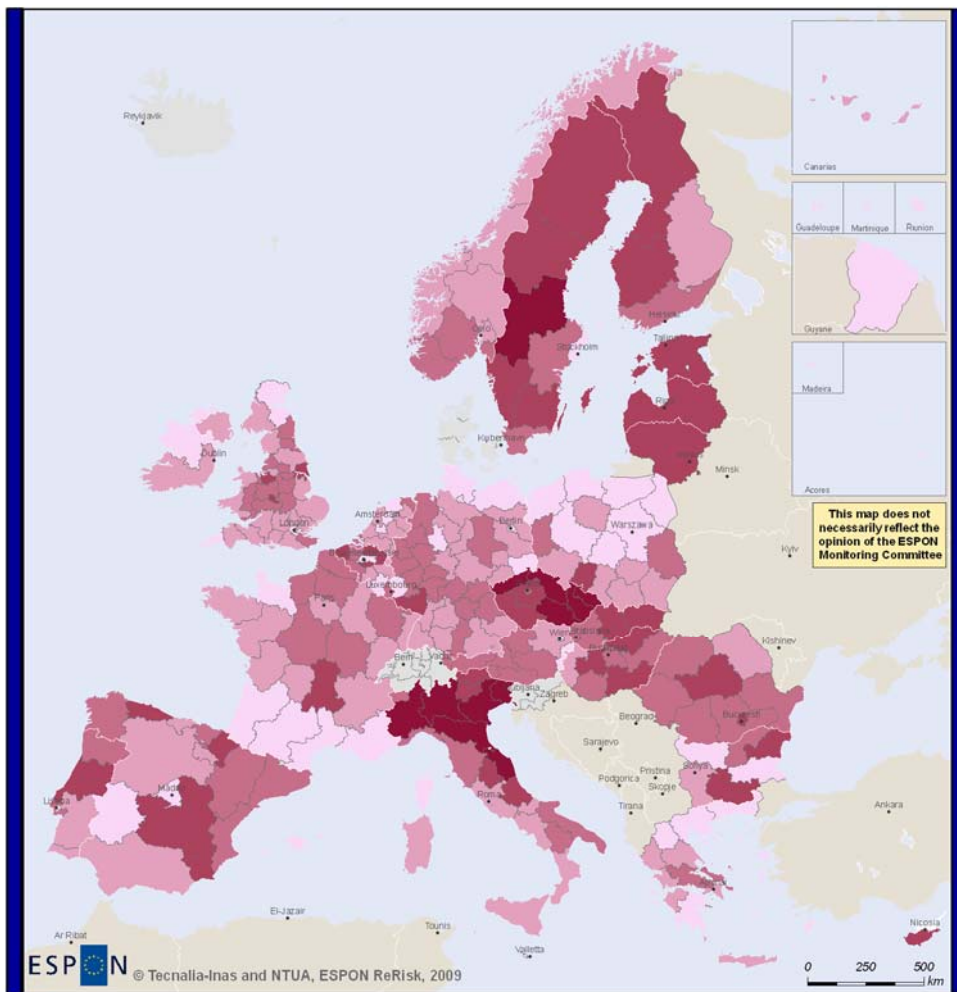 Reykjavik
Canarias
Guadeloupe
Martinique
Réunion
Guyane
Madeira
Acores
This map does not
necessarily reflect the
opinion of the ESPON
Monitoring Committee
Oslo
Helsinki
Tallinn
Stockholm
Riga
København
Minsk
Dublin
London
Amsterdam
Berlin
Warszawa
Kyiv
Luxembourg
Paris
Wien
Bratislava
Kishinev
Bern
Vaduz
Ljubljana
Zagreb
Beograd
Bucuresti
Sarajevo
Sofiya
Podgorica
Pristina
Skopje
Tirana
Roma
Madrid
Lisboa
Ankara
El-Jazair
Tounis
Ar Ribat
Valletta
Nicosia
ESPON © Tecnalia-Inas and NTUA, ESPON ReRisk, 2009
0 250 500
km